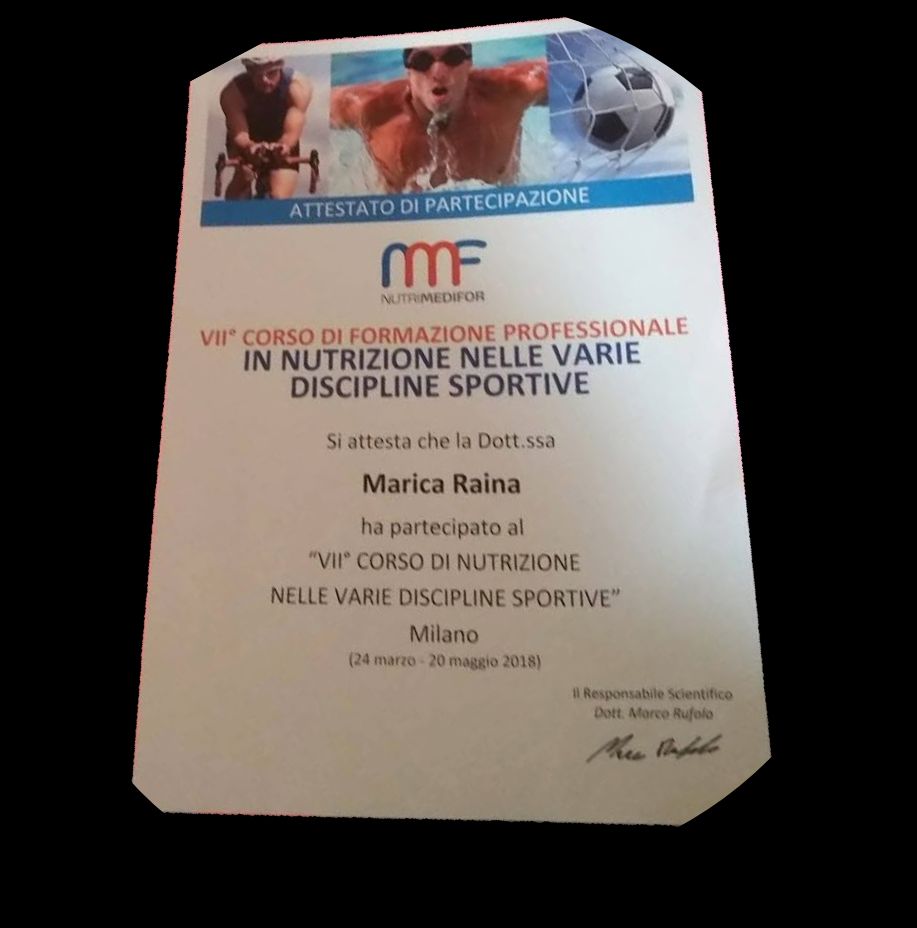 ATTESTATO DI PARTECIPAZIONE
NUTRIMEDIFOR
VII° CORSO DI FORMAZIONE PROFESSIONALE
IN NUTRIZIONE NELLE VARIE
DISCIPLINE SPORTIVE
Si attesta che la Dott.ssa
Marica Raina
ha partecipato al
"VII° CORSO DI NUTRIZIONE
NELLE VARIE DISCIPLINE SPORTIVE"
Milano
(24 marzo - 20 maggio 2018)
Il Responsabile Scientifico
Dott. Marco Rufolo